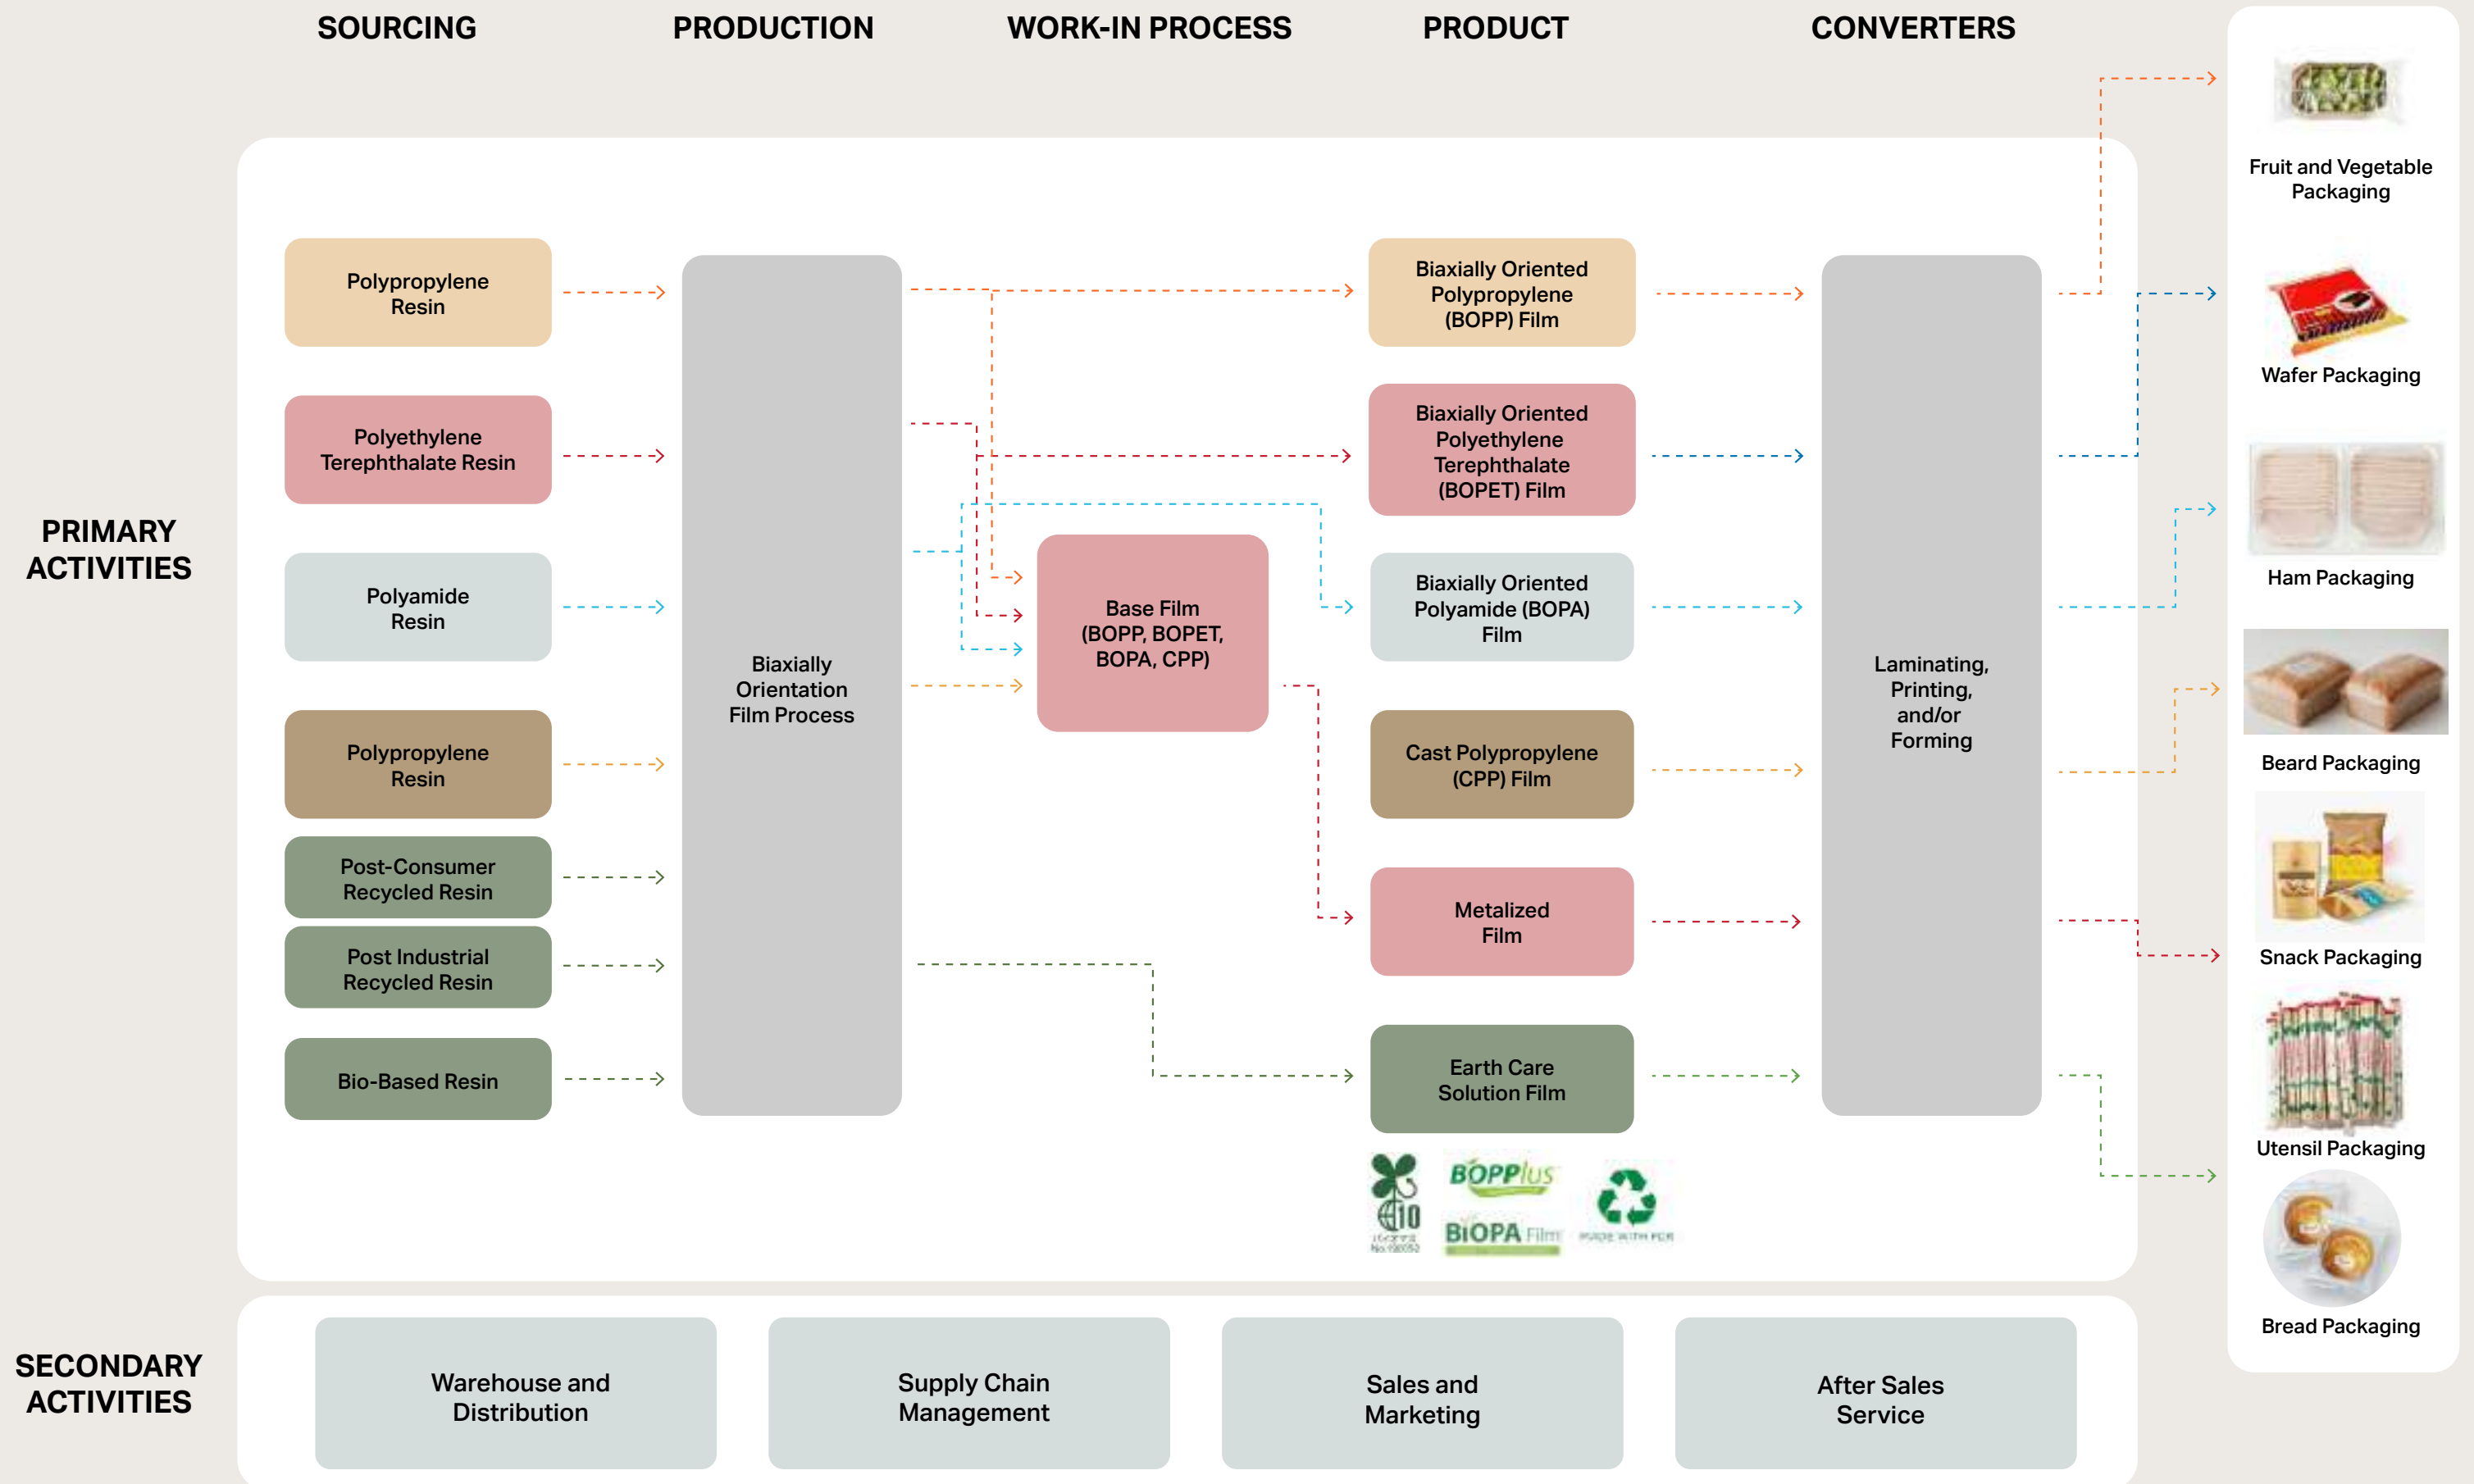 SOURCING
PRODUCTION
WORK-IN PROCESS
PRODUCT
CONVERTERS
PRIMARY
ACTIVITIES
Polypropylene
Resin
Polyethylene
Terephthalate Resin
Polyamide
Resin
Polypropylene
Resin
Post-Consumer
Recycled Resin
Post Industrial
Recycled Resin
Bio-Based Resin
Biaxially
Orientation
Film Process
Base Film
(BOPP, BOPET,
BOPA, CPP)
Biaxially Oriented
Polypropylene
(BOPP) Film
Biaxially Oriented
Polyethylene
Terephthalate
(BOPET) Film
Biaxially Oriented
Polyamide (BOPA)
Film
Cast Polypropylene
(CPP) Film
Metalized
Film
Earth Care
Solution Film
10
BOPPlus
BiOPA Film
MADE WITH PCR
Laminating,
Printing,
and/or
Forming
Fruit and Vegetable
Packaging
Wafer Packaging
Ham Packaging
Beard Packaging
Snack Packaging
Utensil Packaging
Bread Packaging
SECONDARY
ACTIVITIES
Warehouse and
Distribution
Supply Chain
Management
Sales and
Marketing
After Sales
Service